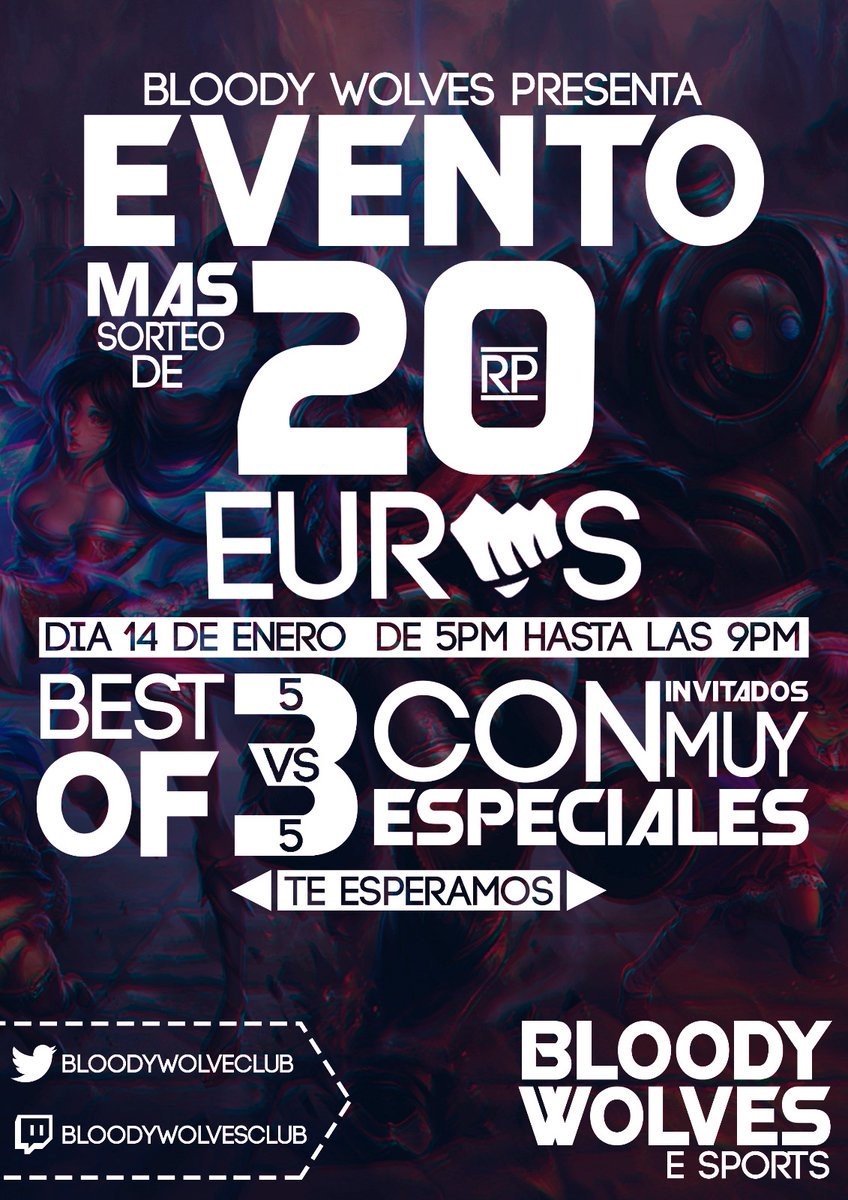 BLOODY WOLVES PRESENTA
EVENTO
MAS
SORTEO
DE
20
RP
EUROS
DIA 14 DE ENERO DE 5PM HASTA LAS 9PM
BEST
OF
3
5
VS
5
CON
INVITADOS
MUY
ESPECIALES
TE ESPERAMOS
BLOODYWOLVECLUB
BLOODYWOLVESCLUB
BLOODY
WOLVES
E SPORTS